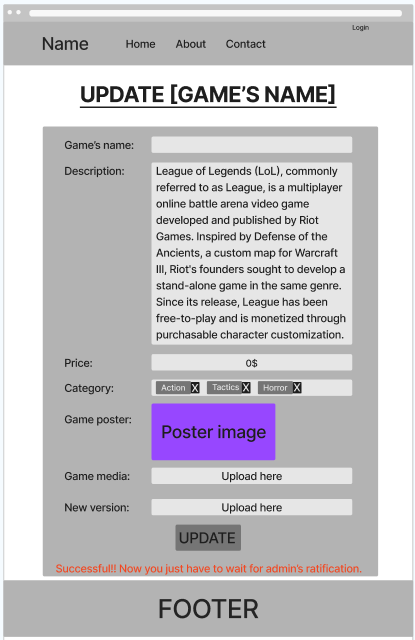 Login
Name Home About Contact
UPDATE [GAME’S NAME]
Game’s name:
Description: League of Legends (LoL), commonly
referred to as League, is a multiplayer
online battle arena video game
developed and published by Riot
Games. Inspired by Defense of the
Ancients, a custom map for Warcraft
III, Riot's founders sought to develop a
stand-alone game in the same genre.
Since its release, League has been
free-to-play and is monetized through
purchasable character customization.
Price: 0$
Category: Action X Tactics X Horror X
Game poster: Poster image
Game media: Upload here
New version: Upload here
UPDATE
Successful!! Now you just have to wait for admin’s ratification.
FOOTER